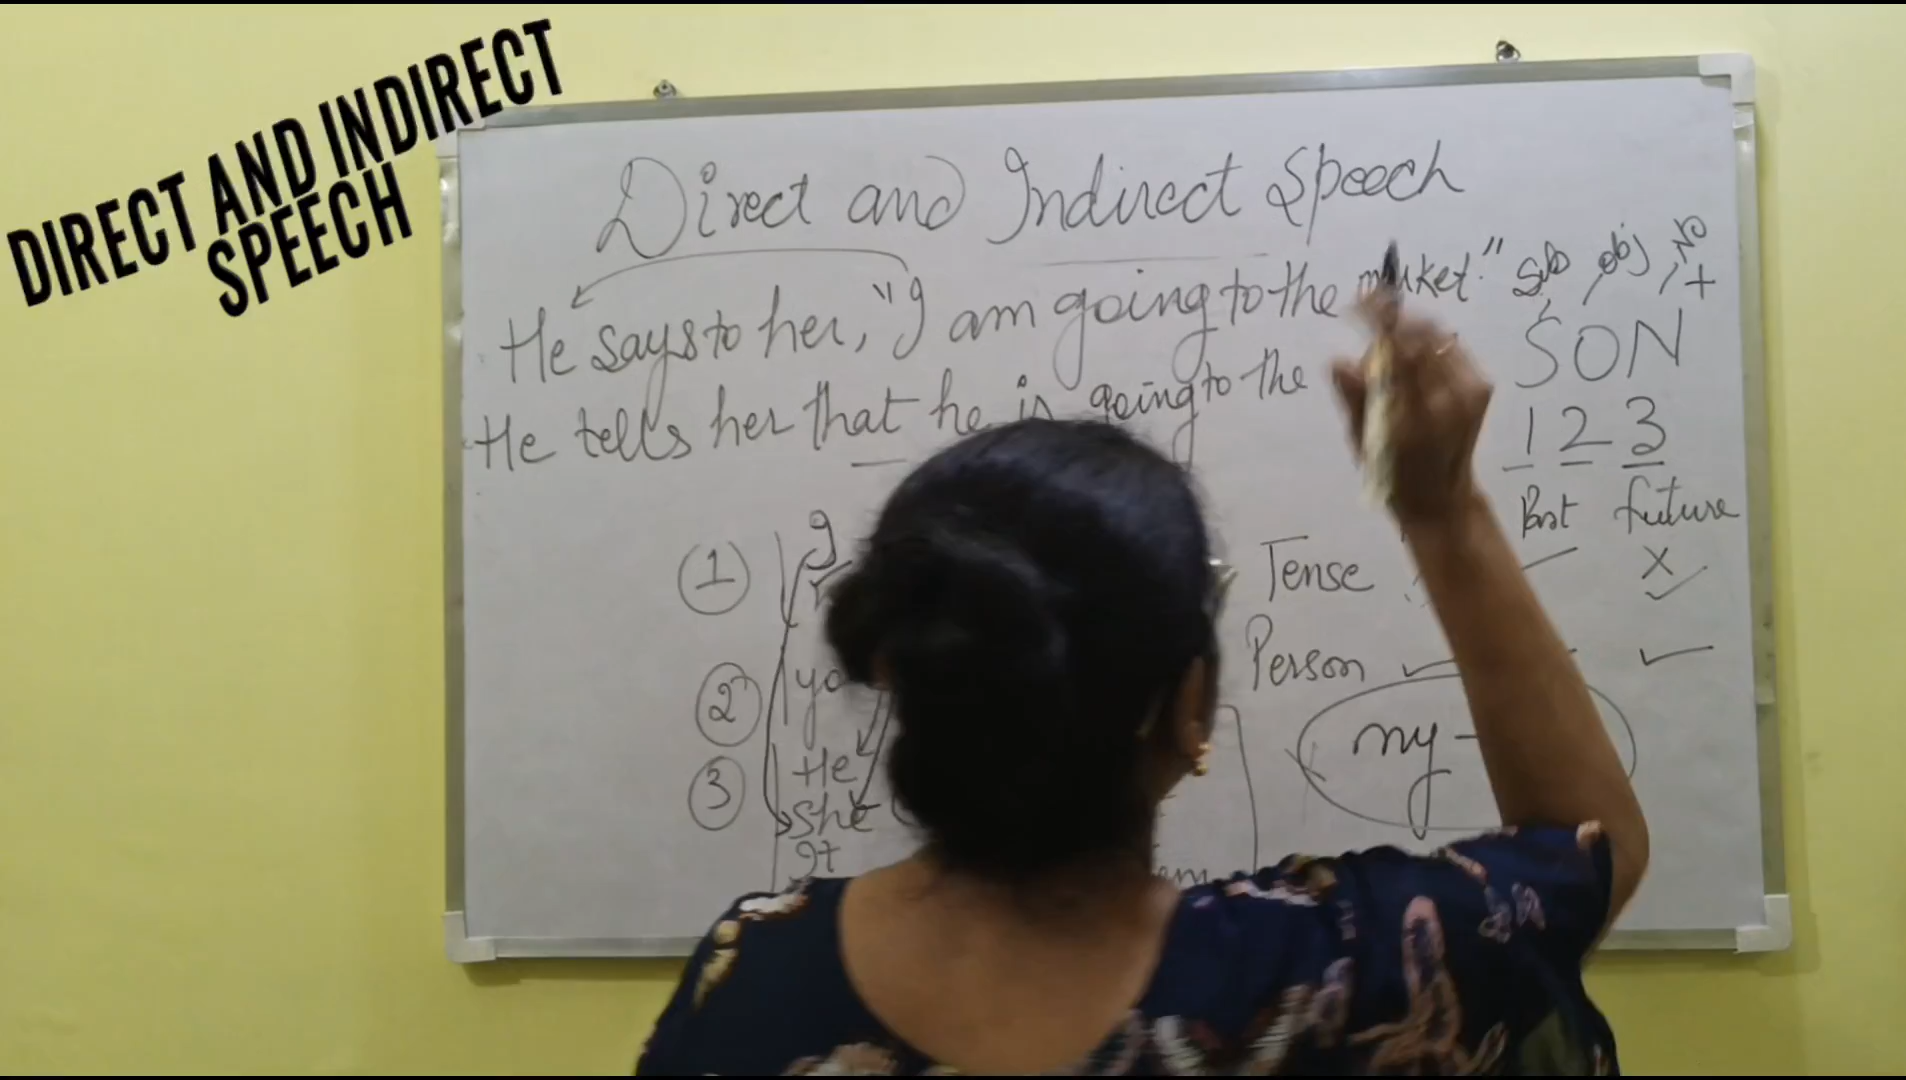 DIRECT AND INDIRECT
SPEECH
Direct and Indirect Speech
He says to her, "I am going to the market."
He tells her that he is going to the
Sub obj No +
SON
1 2 3
Past future
Tense x
Person
my -
1 I
2 yo
3 He
She
It
em